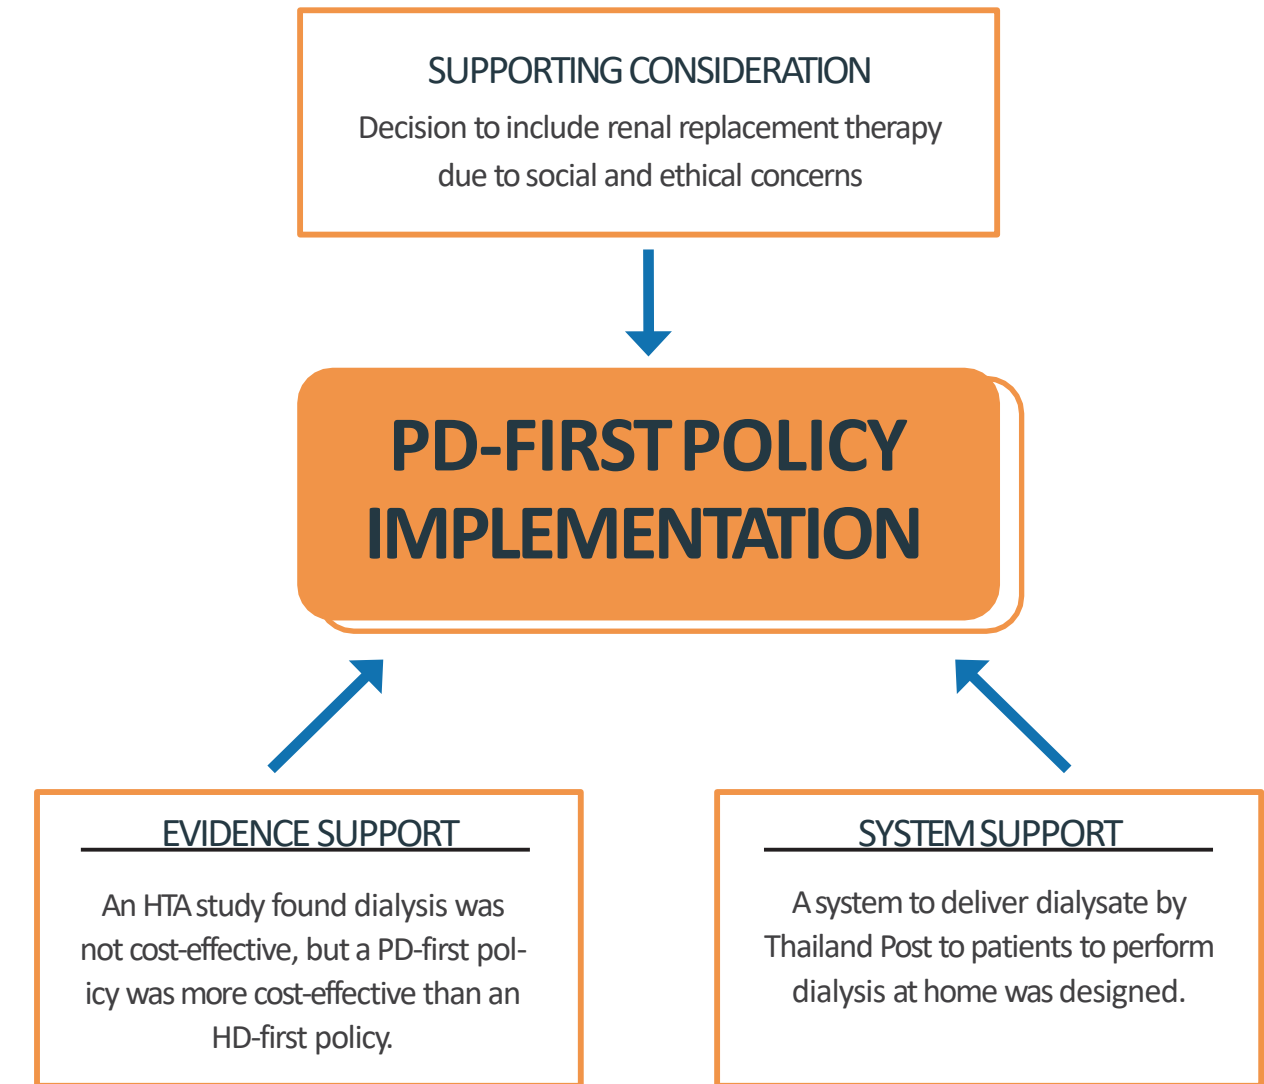 SUPPORTING CONSIDERATION
Decision to include renal replacement therapy
due to social and ethical concerns
PD-FIRST POLICY
IMPLEMENTATION
EVIDENCE SUPPORT
An HTA study found dialysis was
not cost-effective, but a PD-first pol-
icy was more cost-effective than an
HD-first policy.
SYSTEM SUPPORT
A system to deliver dialysate by
Thailand Post to patients to perform
dialysis at home was designed.